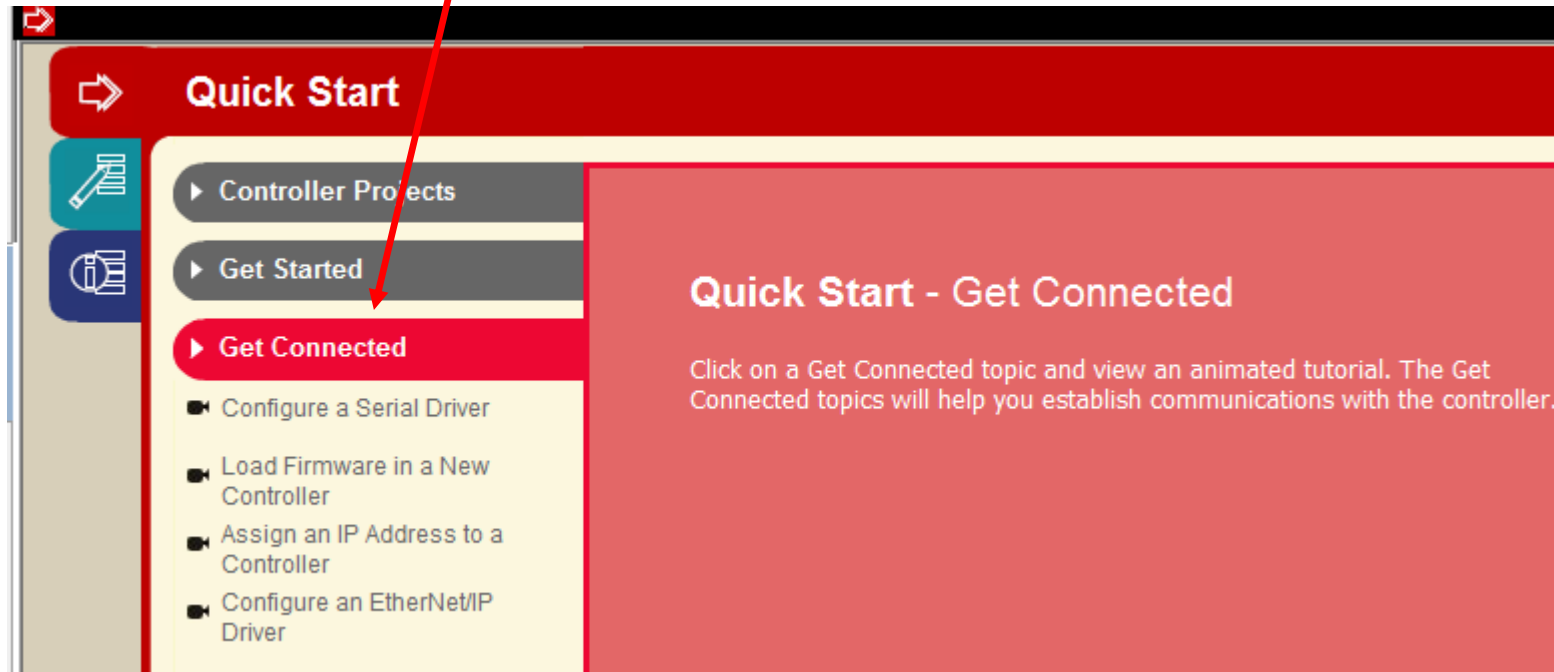 Quick Start
Controller Projects
Get Started
Get Connected
Configure a Serial Driver
Load Firmware in a New
Controller
Assign an IP Address to a
Controller
Configure an EtherNet/IP
Driver
Quick Start - Get Connected
Click on a Get Connected topic and view an animated tutorial. The Get
Connected topics will help you establish communications with the controller.